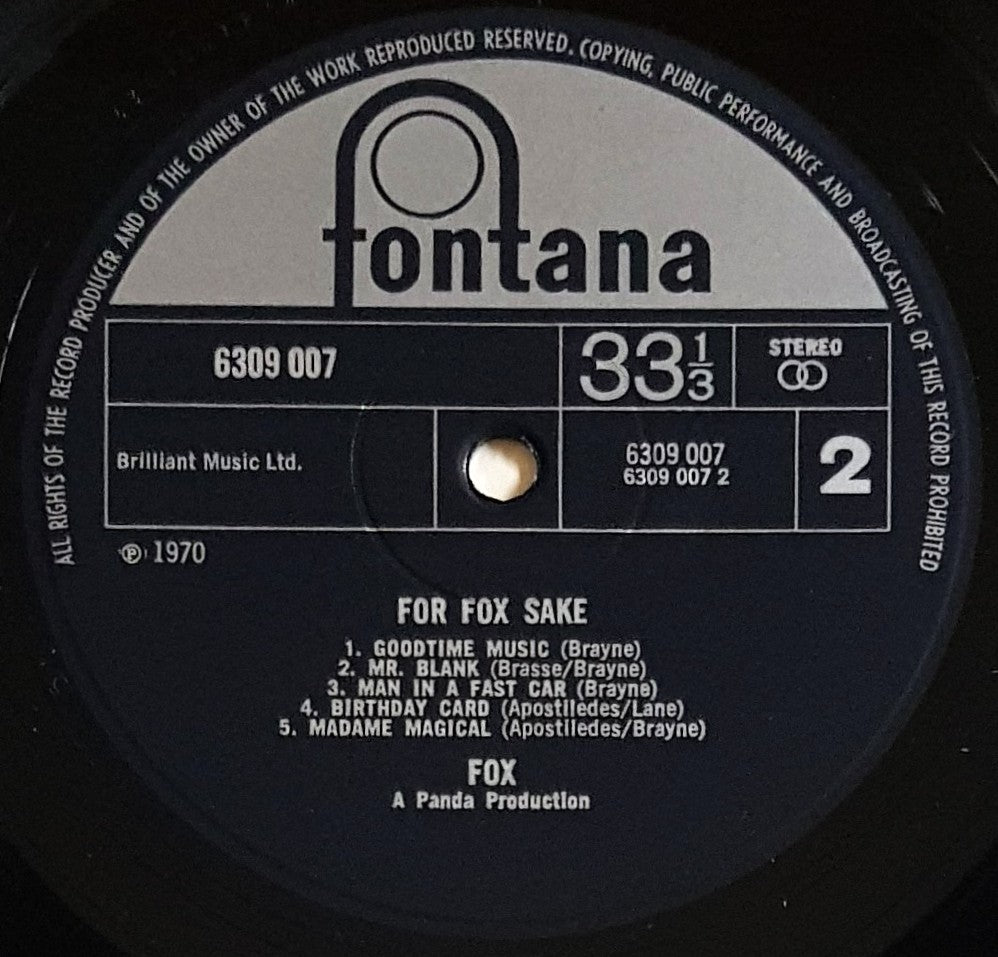 ALL RIGHTS OF THE RECORD PRODUCER AND OF THE OWNER OF THE WORK REPRODUCED RESERVED. COPYING, PUBLIC PERFORMANCE AND BROADCASTING OF THIS RECORD PROHIBITED
fontana
6309 007
33 1/3
STEREO
Brilliant Music Ltd.
6309 007
6309 007 2
2
℗ 1970
FOR FOX SAKE
1. GOODTIME MUSIC (Brayne)
2. MR. BLANK (Brasse/Brayne)
3. MAN IN A FAST CAR (Brayne)
4. BIRTHDAY CARD (Apostiledes/Lane)
5. MADAME MAGICAL (Apostiledes/Brayne)
FOX
A Panda Production